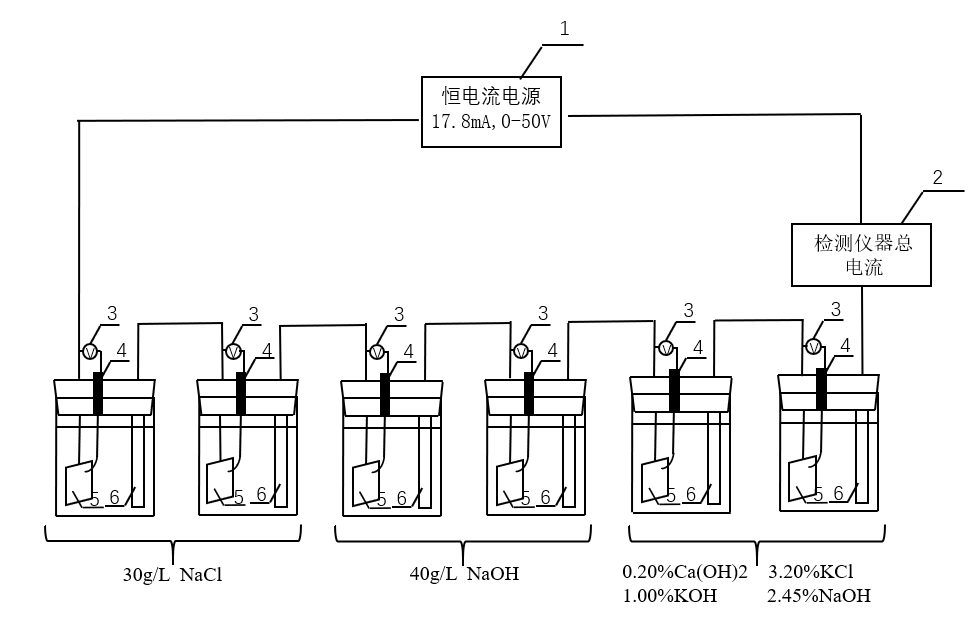 1
恒电流电源
17.8mA,0-50V
2
检测仪器总
电流
3 3 3 3 3 3
V V V V V V
4 4 4 4 4 4
5 6 5 6 5 6 5 6 5 6 5 6
30g/L NaCl
40g/L NaOH
0.20%Ca(OH)2 3.20%KCl
1.00%KOH 2.45%NaOH